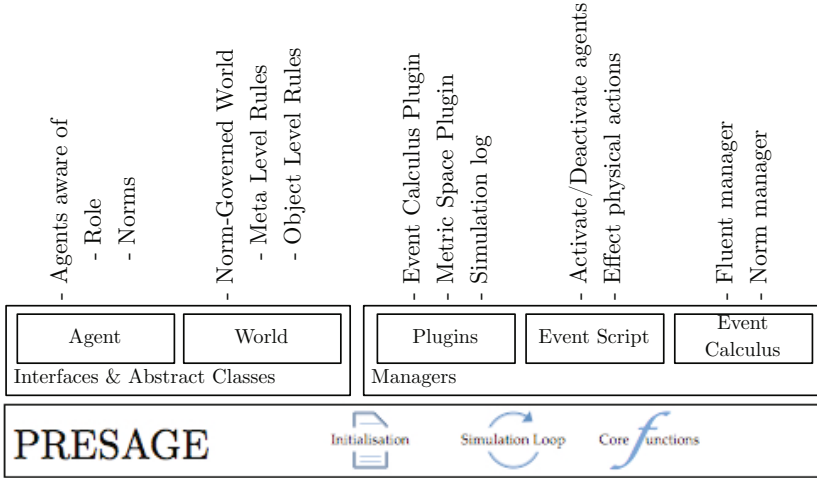 - Agents aware of
- Role
- Norms
- Norm-Governed World
- Meta Level Rules
- Object Level Rules
- Event Calculus Plugin
- Metric Space Plugin
- Simulation log
- Activate/Deactivate agents
- Effect physical actions
- Fluent manager
- Norm manager
Agent
World
Interfaces & Abstract Classes
Plugins
Event Script
Event
Calculus
Managers
PRESAGE
Initialisation
Simulation Loop
Core functions